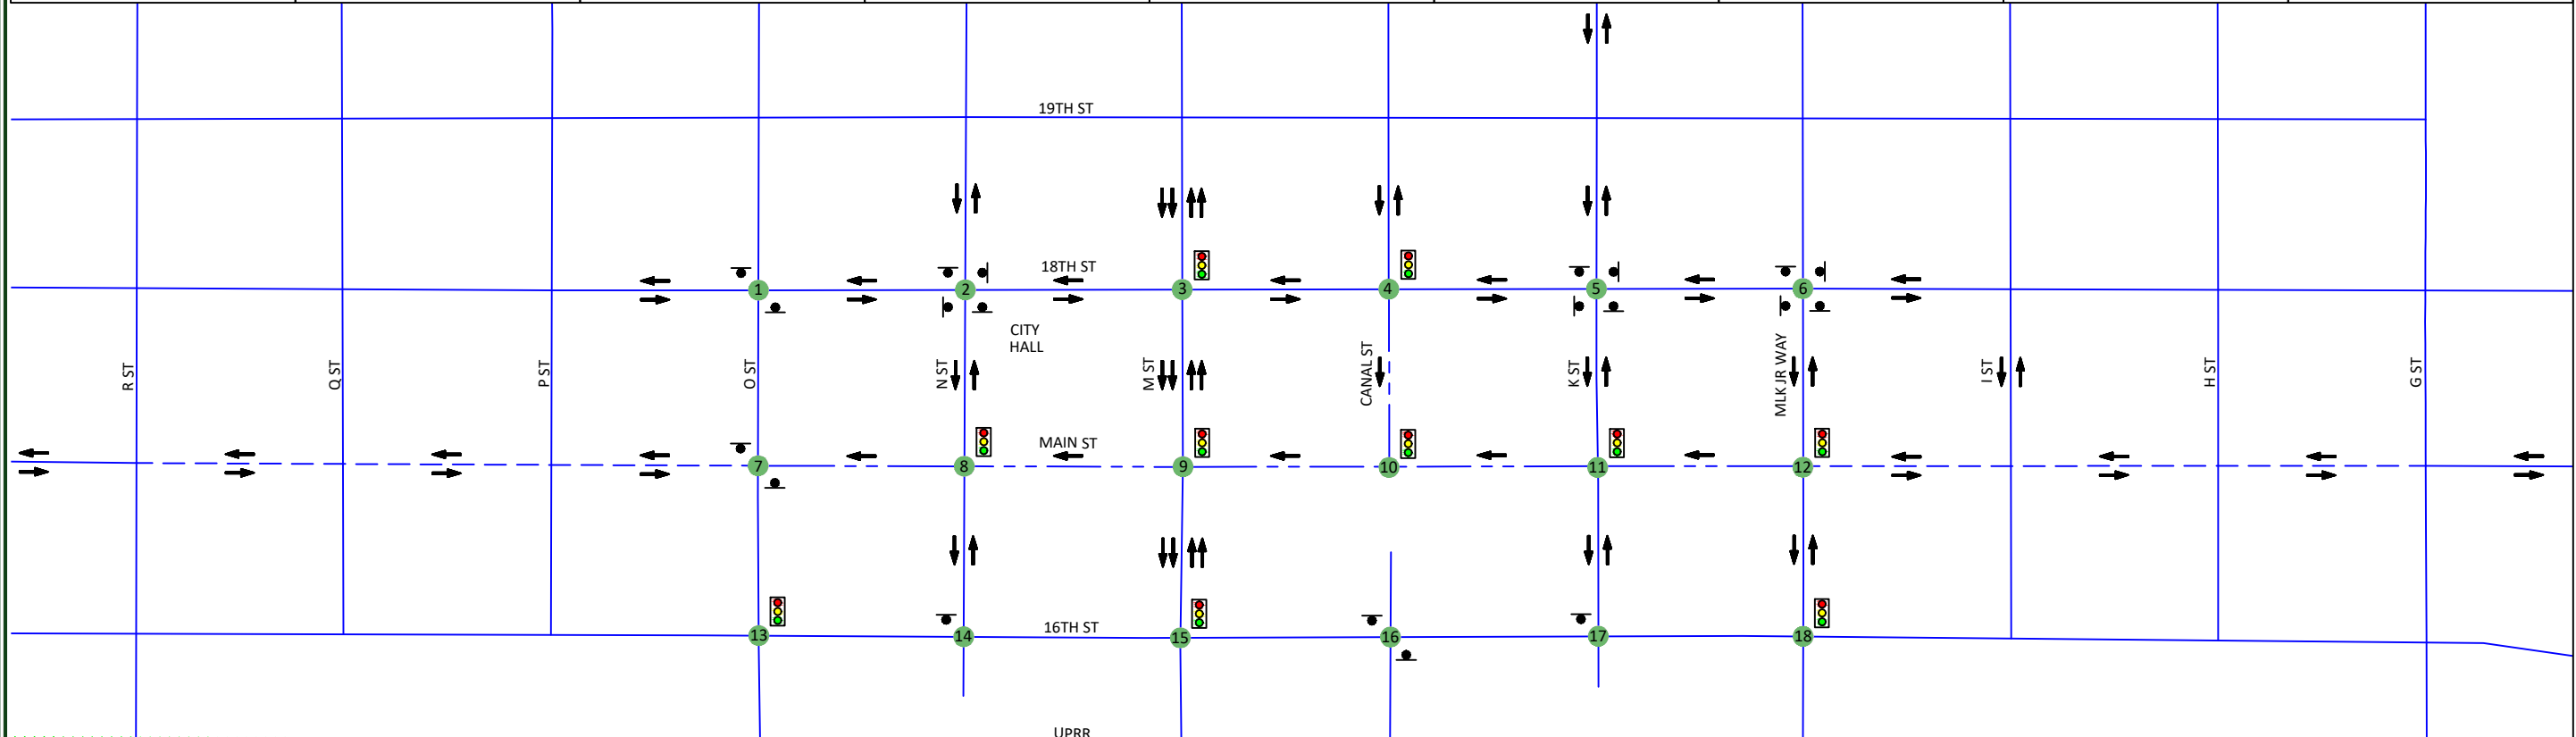 19TH ST
18TH ST
1
2
3
4
5
6
CITY
HALL
R ST
Q ST
P ST
O ST
N ST
M ST
CANAL ST
K ST
MLK JR WAY
I ST
H ST
G ST
MAIN ST
7
8
9
10
11
12
16TH ST
13
14
15
16
17
18
UPRR